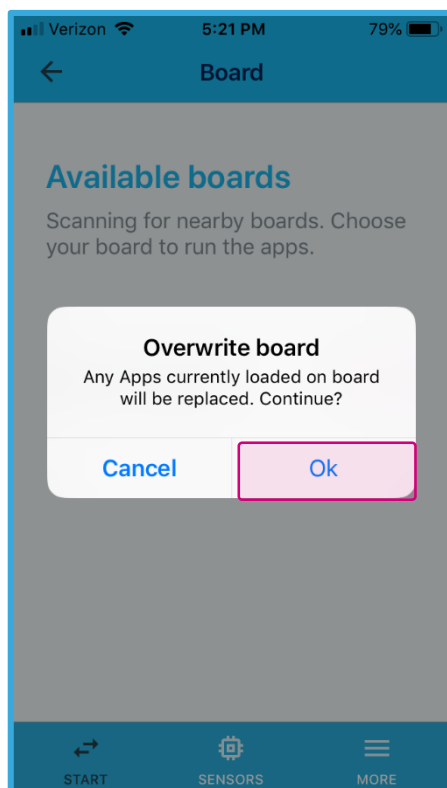 Verizon 5:21 PM 79%
Board
Available boards
Scanning for nearby boards. Choose
your board to run the apps.
Overwrite board
Any Apps currently loaded on board
will be replaced. Continue?
Cancel Ok
START SENSORS MORE